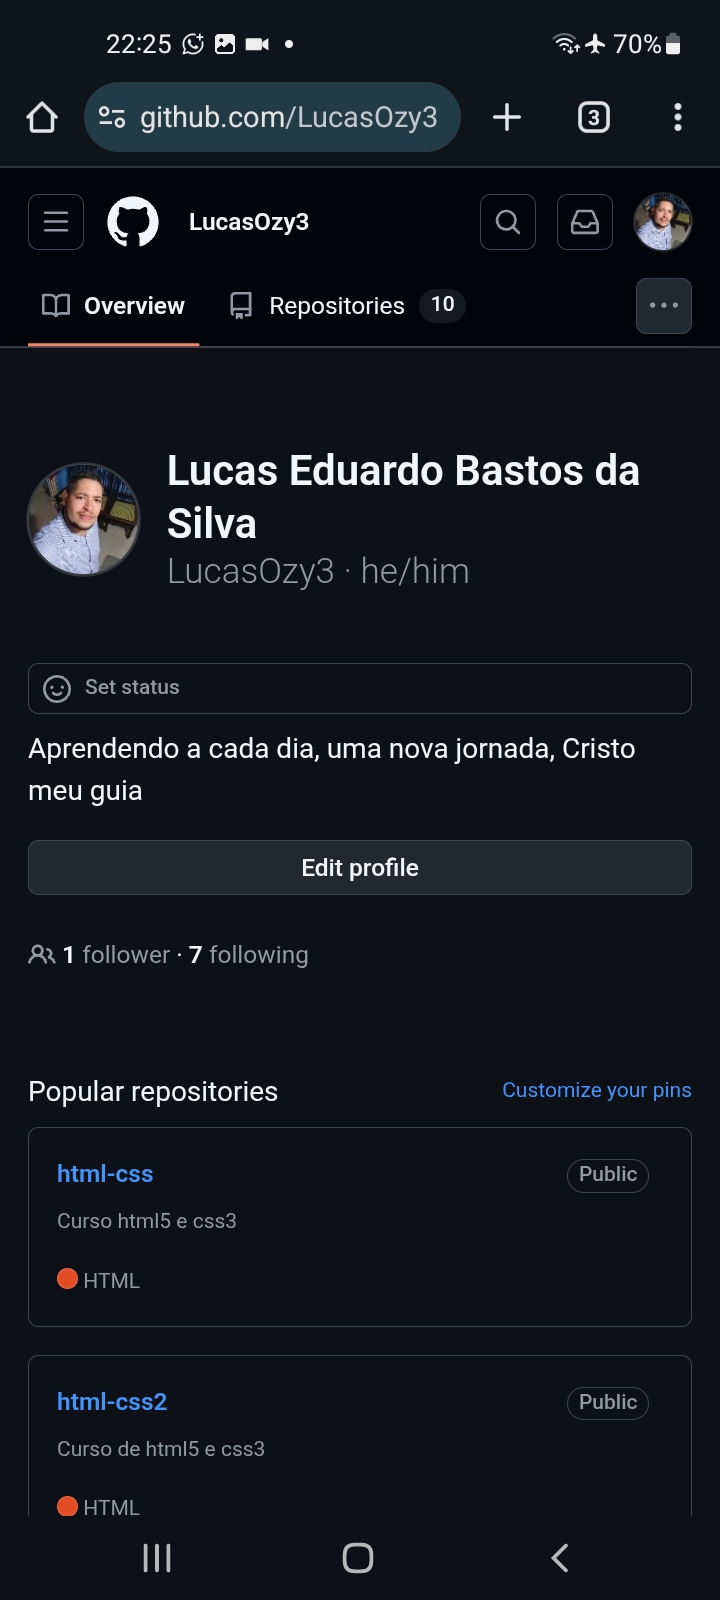 22:25
70%
github.com/LucasOzy3
3
LucasOzy3
Overview
Repositories 10
Lucas Eduardo Bastos da
Silva
LucasOzy3 · he/him
Set status
Aprendendo a cada dia, uma nova jornada, Cristo
meu guia
Edit profile
1 follower · 7 following
Popular repositories
Customize your pins
html-css
Public
Curso html5 e css3
HTML
html-css2
Public
Curso de html5 e css3
HTML